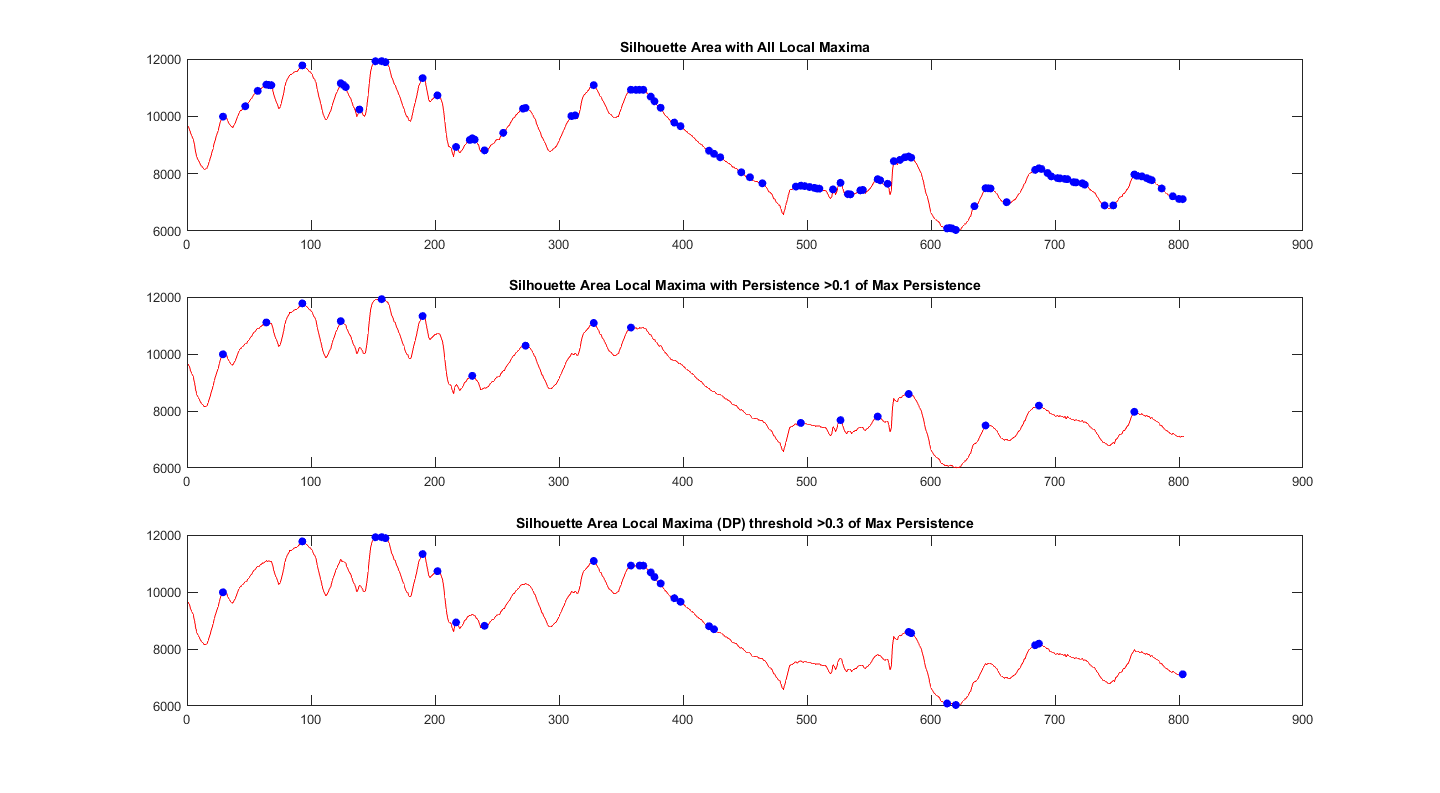 Silhouette Area with All Local Maxima
12000
10000
8000
6000
0 100 200 300 400 500 600 700 800 900
Silhouette Area Local Maxima with Persistence >0.1 of Max Persistence
12000
10000
8000
6000
0 100 200 300 400 500 600 700 800 900
Silhouette Area Local Maxima (DP) threshold >0.3 of Max Persistence
12000
10000
8000
6000
0 100 200 300 400 500 600 700 800 900